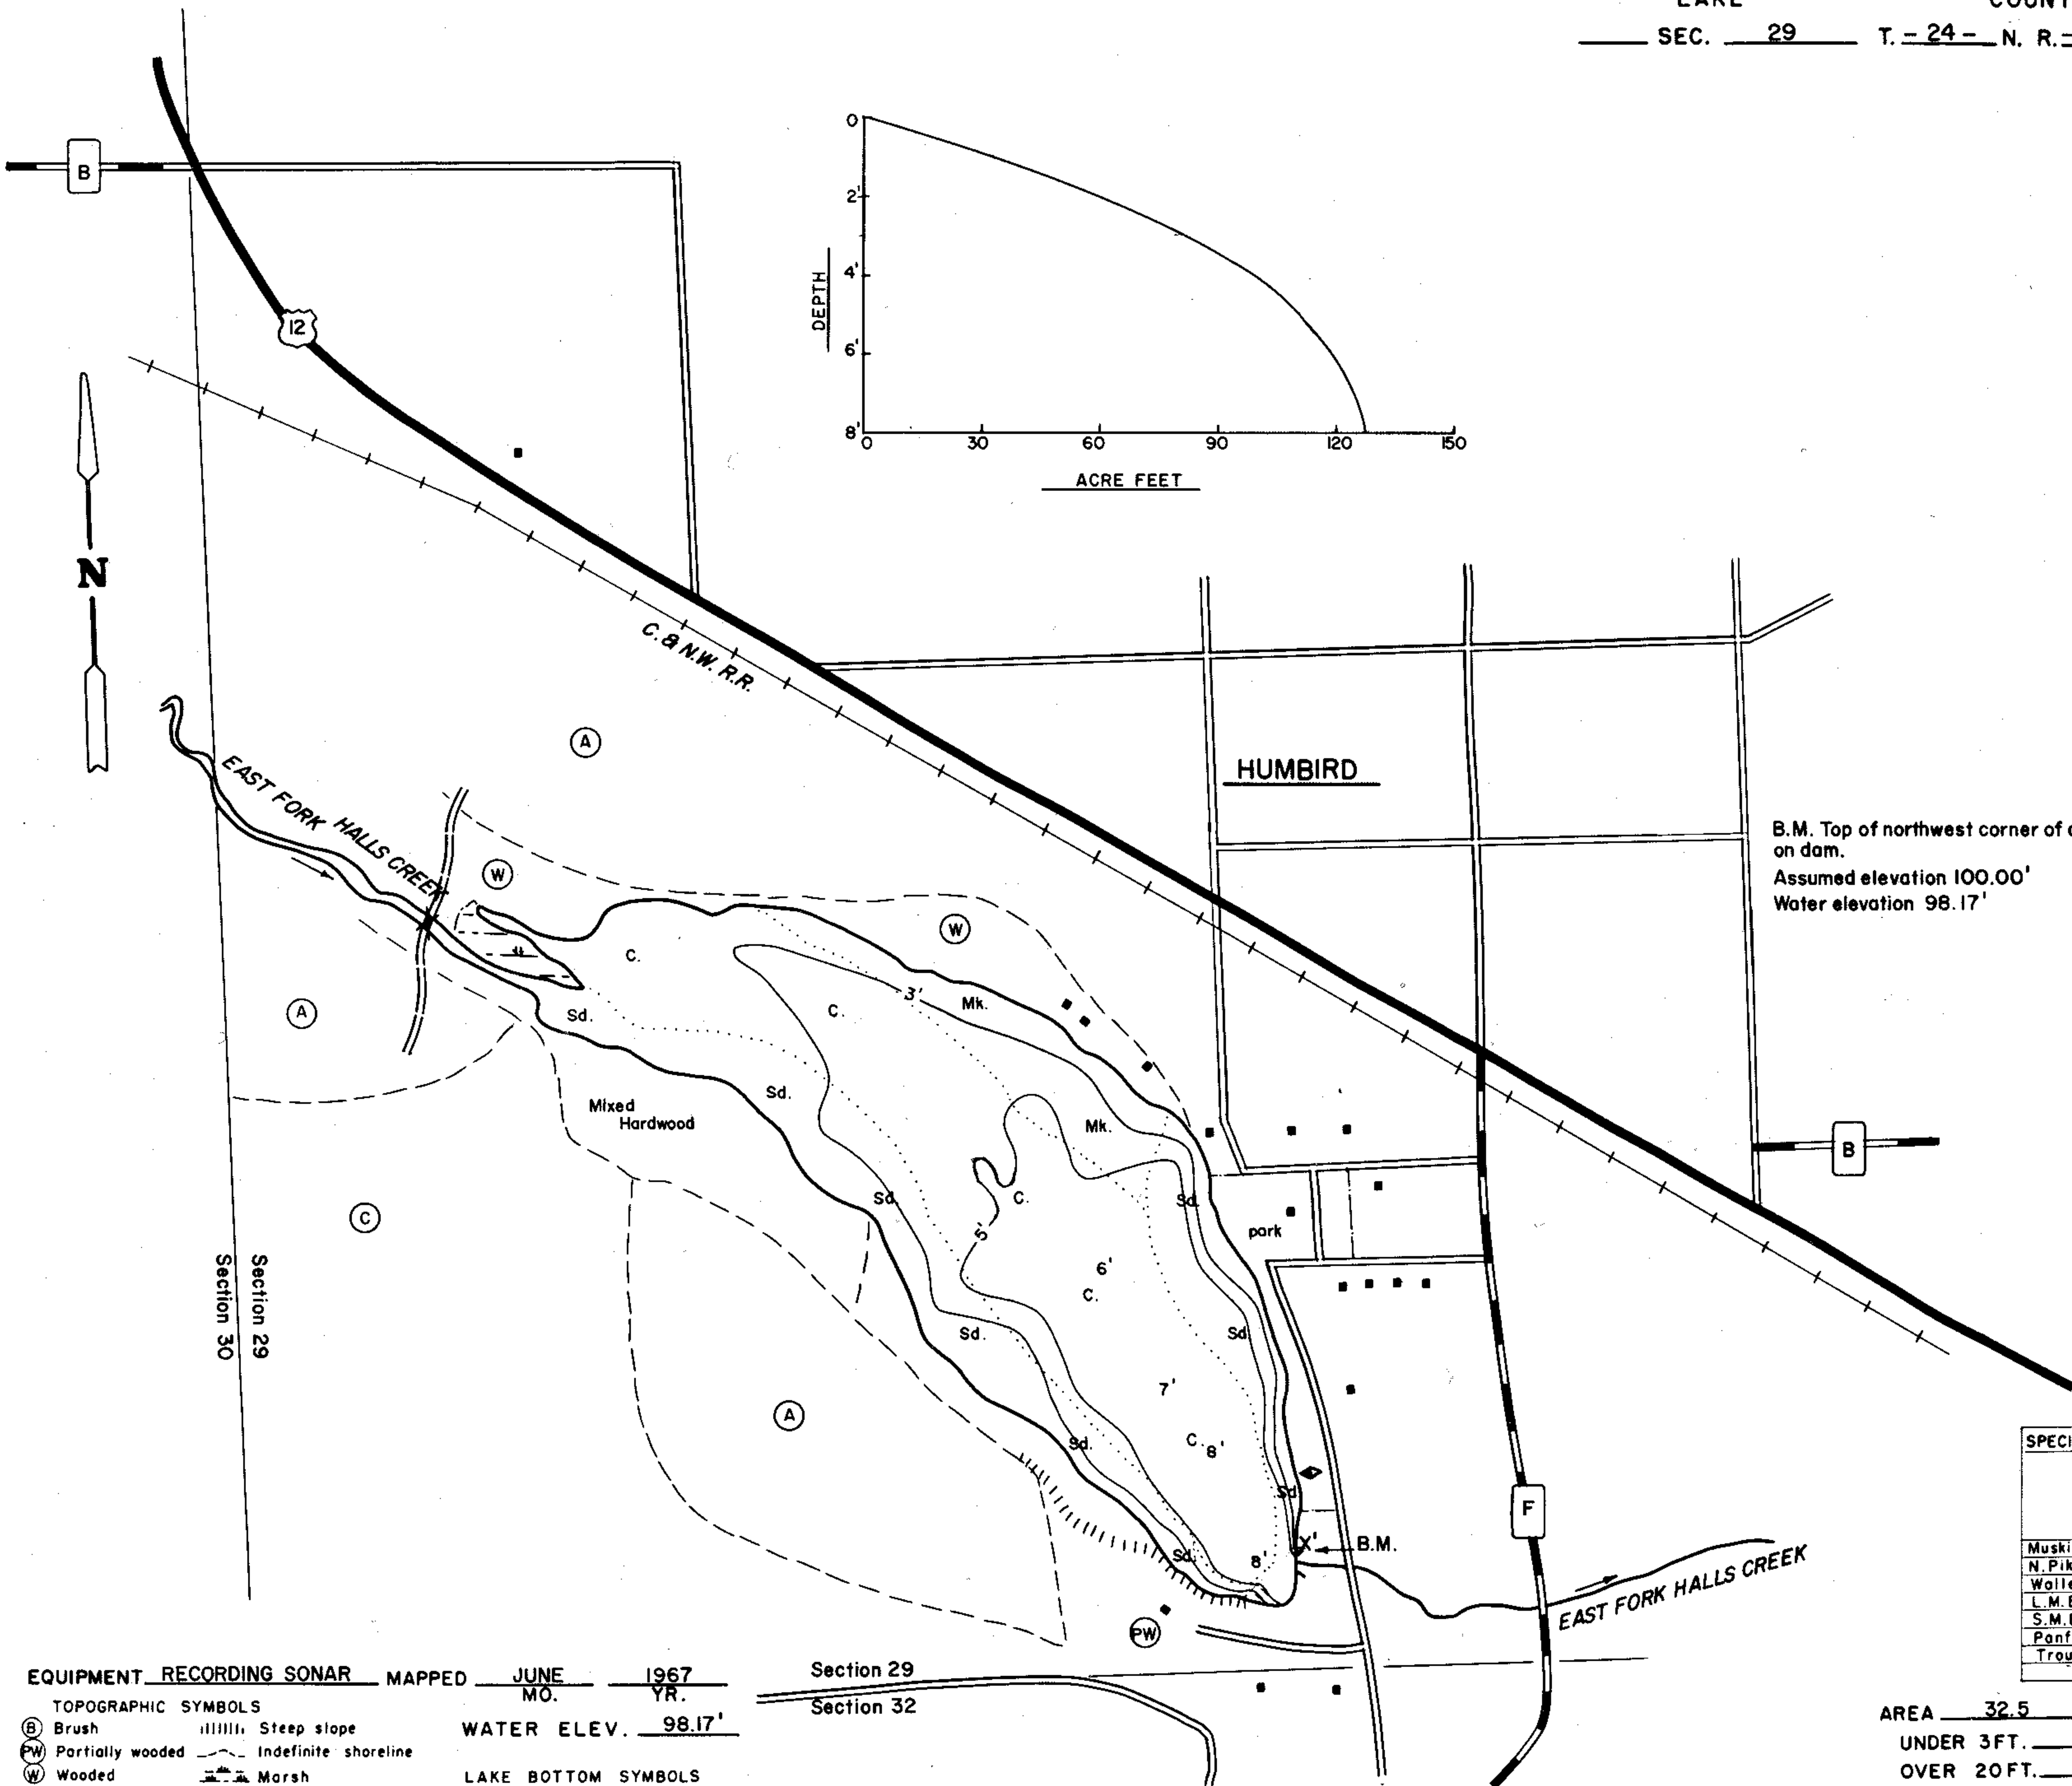 SEC. 29 T. - 24 - N. R.
B
12
0
2'
4'
6'
8'
DEPTH
0 30 60 90 120 150
ACRE FEET
N
C. & N.W. R.R.
A
HUMBIRD
EAST FORK HALLS CREEK
B.M. Top of northwest corner of
on dam.
Assumed elevation 100.00'
Water elevation 98.17'
W
W
C.
3'
Mk.
C.
A
Sd.
Sd.
Mixed
Hardwood
Mk.
B
Sd.
C.
Sd.
C
5'
park
6'
C.
Section 30
Section 29
Sd.
Sd.
7'
A
Sd.
C. 8'
Sd.
F
X' B.M.
Sd.
8'
EAST FORK HALLS CREEK
PW
EQUIPMENT RECORDING SONAR MAPPED JUNE 1967
MO. YR.
Section 29
Section 32
TOPOGRAPHIC SYMBOLS
B Brush Steep slope
PW Partially wooded Indefinite shoreline
W Wooded Marsh
WATER ELEV. 98.17'
LAKE BOTTOM SYMBOLS
AREA 32.5
UNDER 3 FT.
OVER 20 FT.